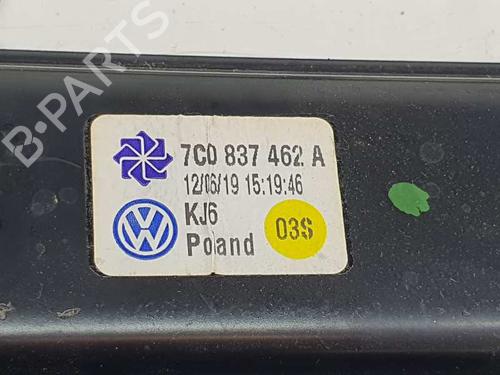 B-PARTS
7C0 837 462 A
12/06/19 15:19:46
KJ6
03S
Poand